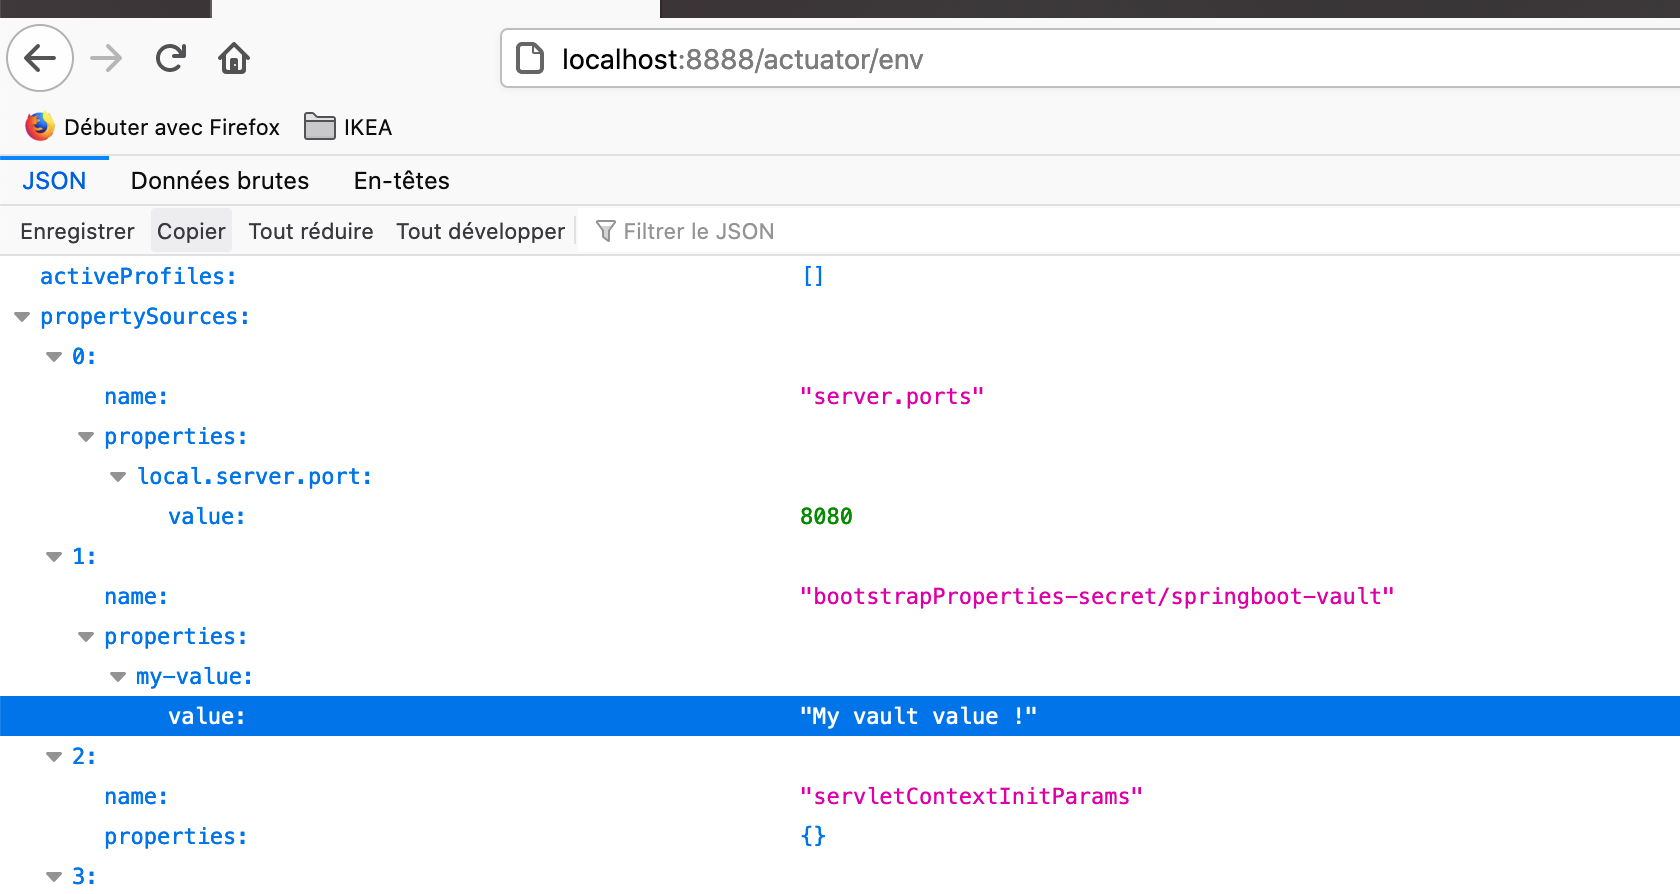 localhost:8888/actuator/env
Débuter avec Firefox IKEA
JSON Données brutes En-têtes
Enregistrer Copier Tout réduire Tout développer Filtrer le JSON
activeProfiles: []
propertySources:
0:
name: "server.ports"
properties:
local.server.port:
value: 8080
1:
name: "bootstrapProperties-secret/springboot-vault"
properties:
my-value:
value: "My vault value !"
2:
name: "servletContextInitParams"
properties: {}
3: